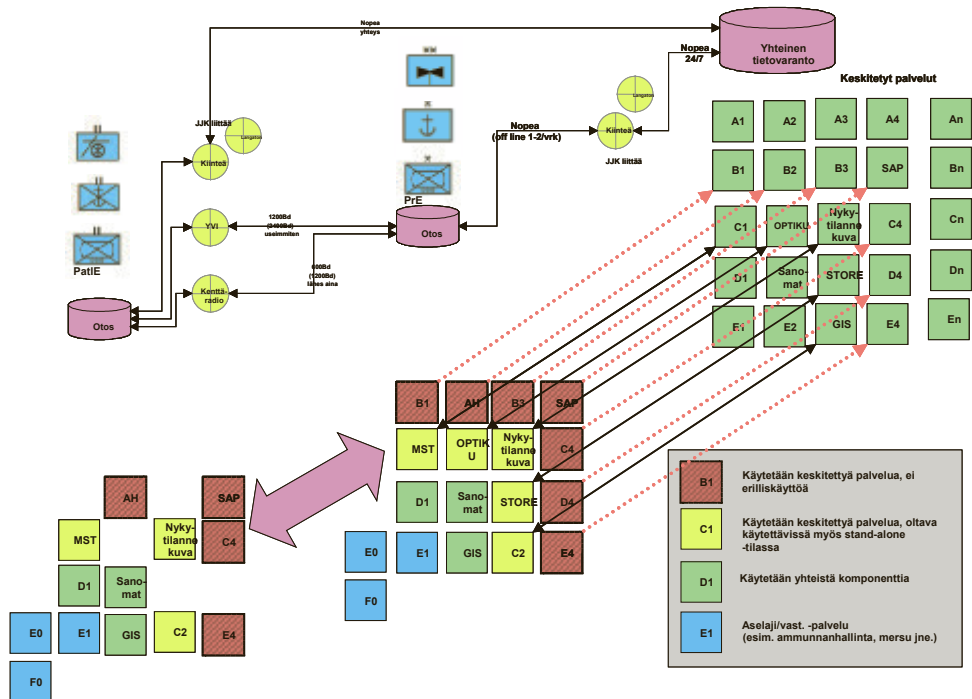 Nopea
yhteys
Yhteinen
tietovaranto
Nopea
24/7
Keskitetyt palvelut
Langaton
Kiinteä
JJK liittää
JJK liittää
Langaton
Kiinteä
Nopea
(off line 1-2/vrk)
PrE
Otos
YVI
1200Bd
(2400Bd)
useimmiten
600Bd
(1200Bd)
lähes aina
Kenttä-
radio
PatlE
Otos
A1
A2
A3
A4
An
B1
B2
B3
SAP
Bn
C1
OPTIKU
Nyky-
tilanne
kuva
C4
Cn
D1
Sano-
mat
STORE
D4
Dn
E1
E2
GIS
E4
En
B1
AH
B3
SAP
MST
OPTIK
U
Nyky-
tilanne
kuva
C4
D1
Sano-
mat
STORE
D4
E0
E1
GIS
C2
E4
F0
AH
SAP
MST
Nyky-
tilanne
kuva
C4
D1
Sano-
mat
E0
E1
GIS
C2
E4
F0
B1
Käytetään keskitettyä palvelua, ei
erilliskäyttöä
C1
Käytetään keskitettyä palvelua, oltava
käytettävissä myös stand-alone
-tilassa
D1
Käytetään yhteistä komponenttia
E1
Aselaji/vast. -palvelu
(esim. ammunnanhallinta, mersu jne.)